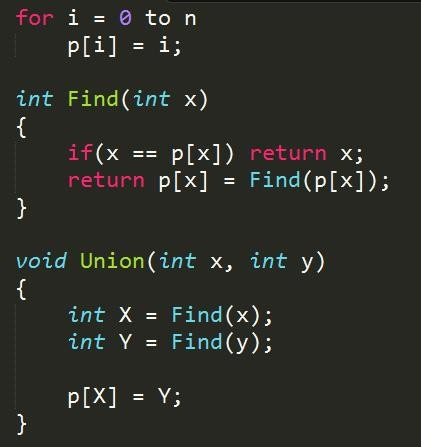 for i = 0 to n
    p[i] = i;

int Find(int x)
{
    if(x == p[x]) return x;
    return p[x] = Find(p[x]);
}

void Union(int x, int y)
{
    int X = Find(x);
    int Y = Find(y);

    p[X] = Y;
}